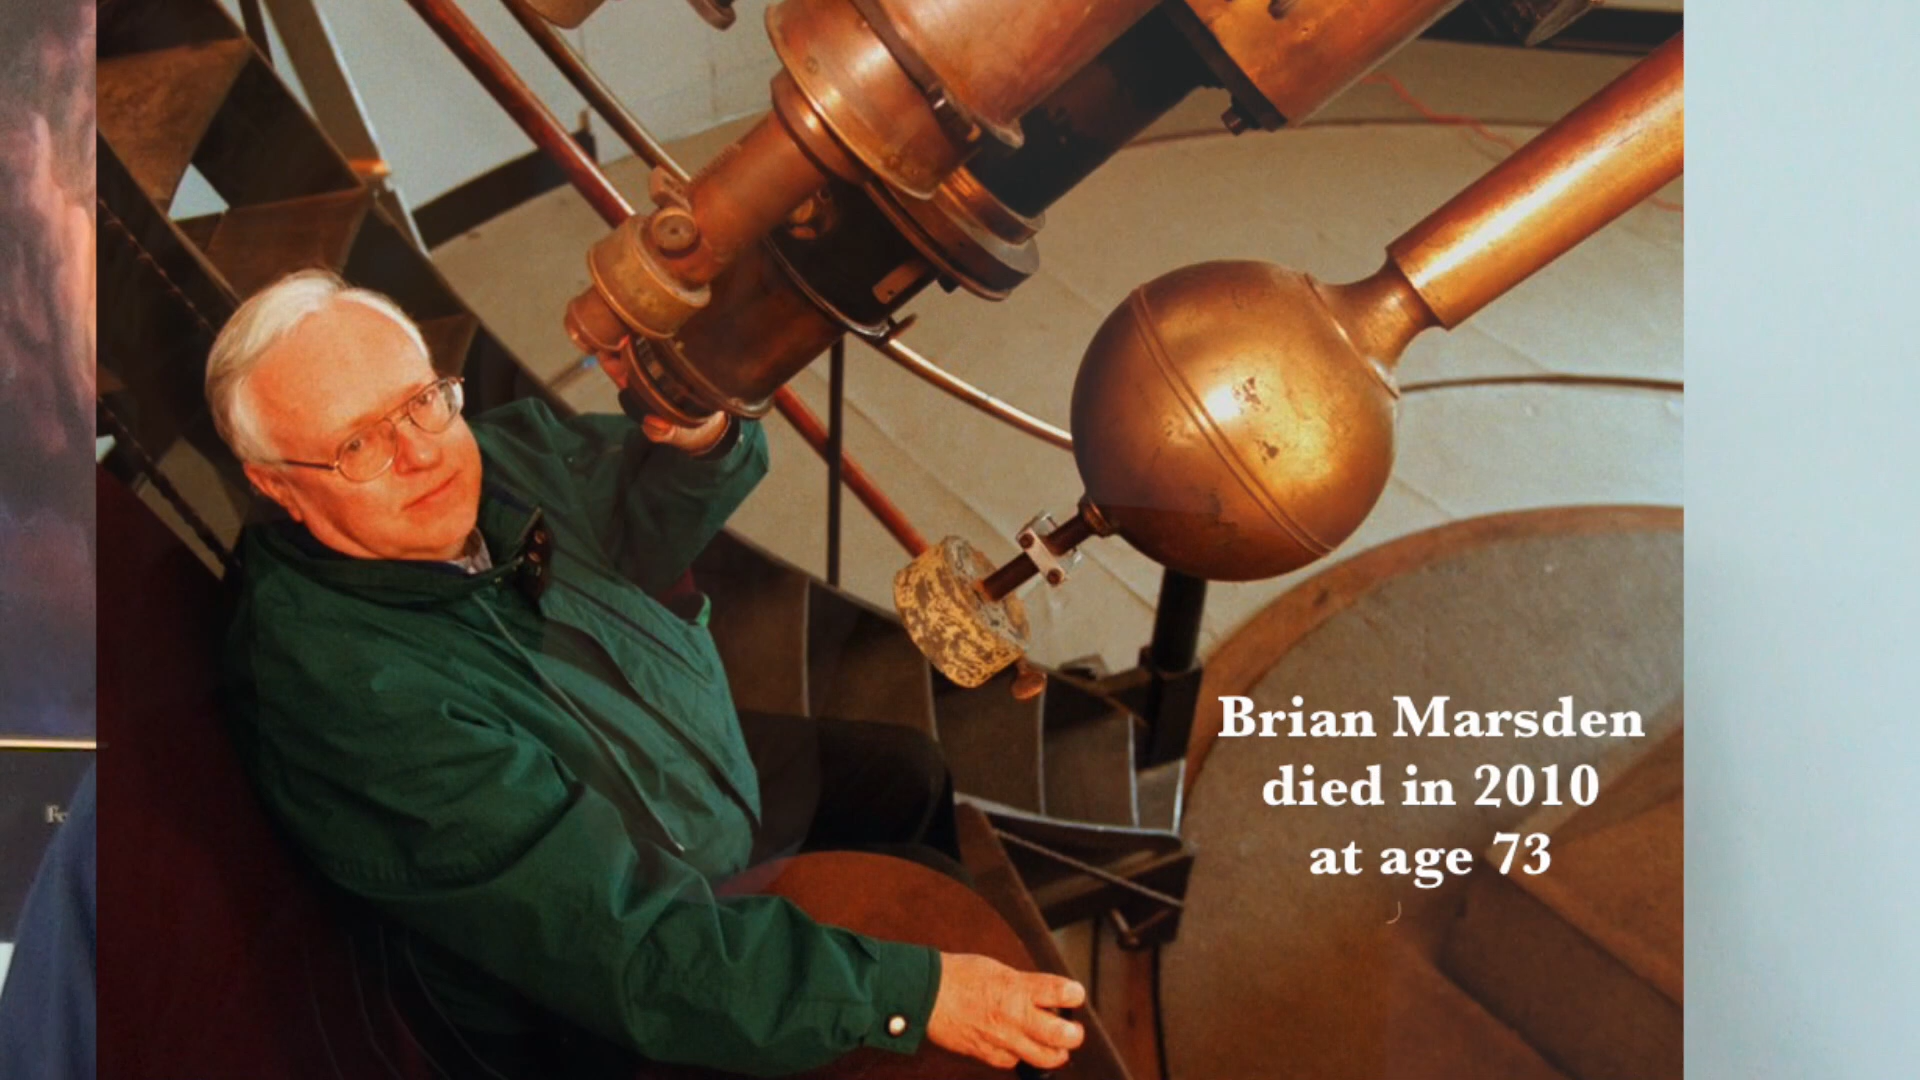 Brian Marsden
died in 2010
at age 73